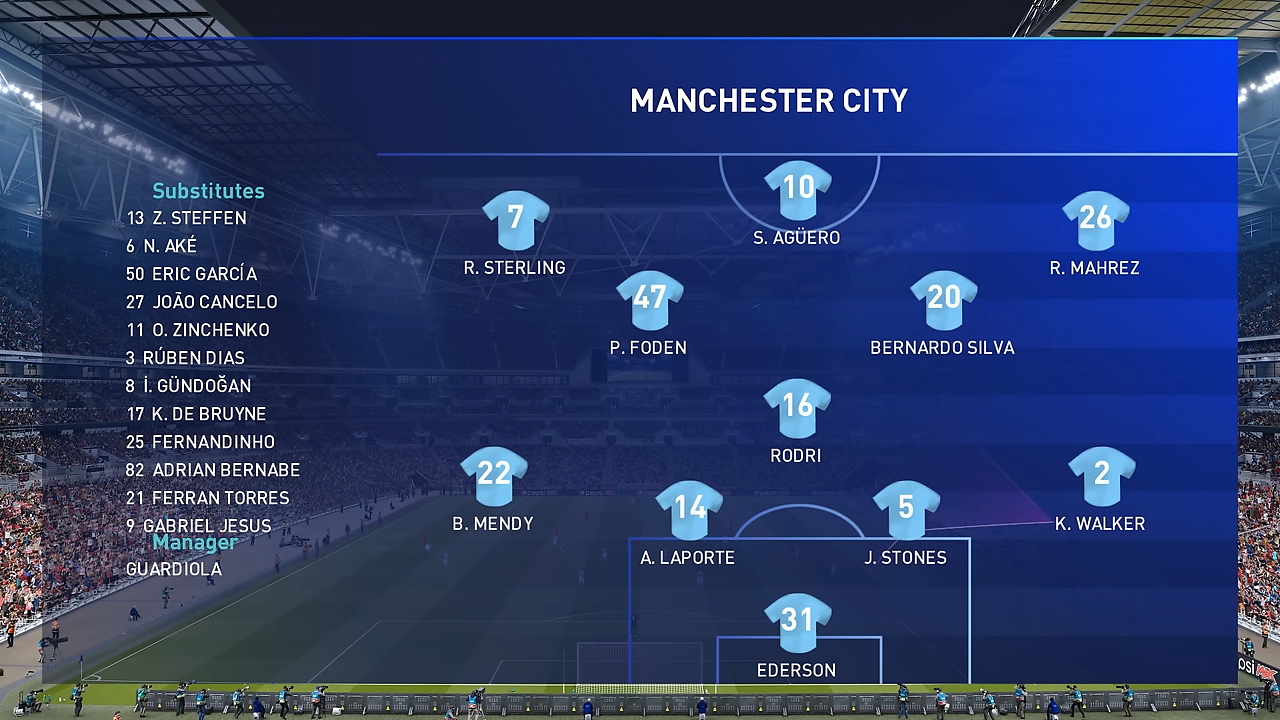 MANCHESTER CITY
Substitutes
13 Z. STEFFEN
6 N. AKÉ
50 ERIC GARCÍA
27 JOÃO CANCELO
11 O. ZINCHENKO
3 RÚBEN DIAS
8 İ. GÜNDOĞAN
17 K. DE BRUYNE
25 FERNANDINHO
82 ADRIAN BERNABE
21 FERRAN TORRES
9 GABRIEL JESUS
Manager
GUARDIOLA
10
S. AGÜERO
7
R. STERLING
26
R. MAHREZ
47
P. FODEN
20
BERNARDO SILVA
16
RODRI
22
B. MENDY
2
K. WALKER
14
A. LAPORTE
5
J. STONES
31
EDERSON